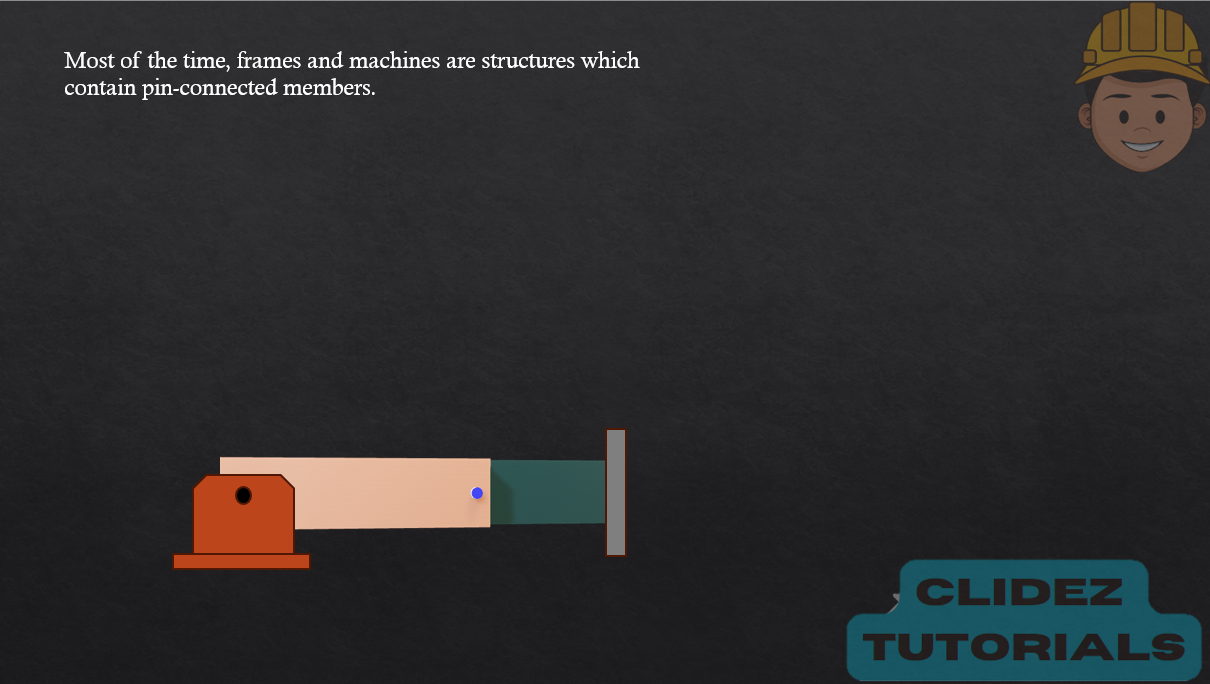 Most of the time, frames and machines are structures which
contain pin-connected members.
CLIDEZ
TUTORIALS